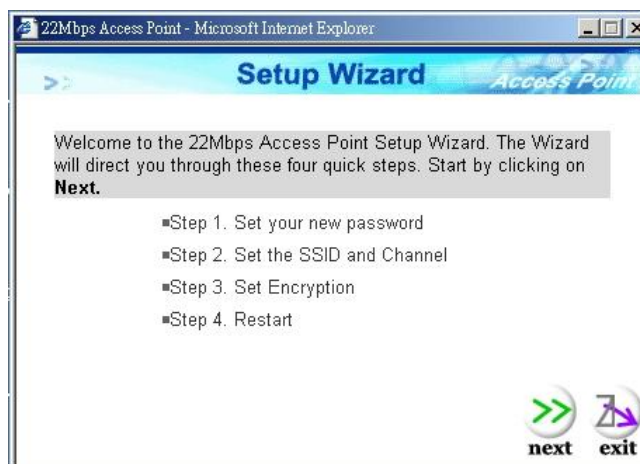 22Mbps Access Point - Microsoft Internet Explorer
Setup Wizard
Access Point
Welcome to the 22Mbps Access Point Setup Wizard. The Wizard
will direct you through these four quick steps. Start by clicking on
Next.
Step 1. Set your new password
Step 2. Set the SSID and Channel
Step 3. Set Encryption
Step 4. Restart
next
exit